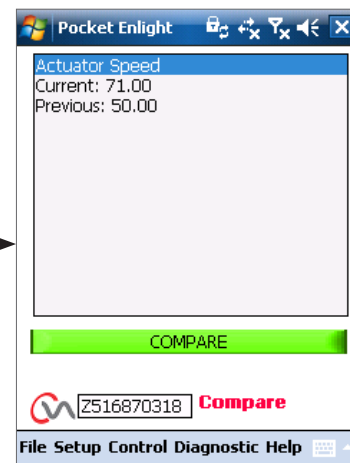 Pocket Enlight
Actuator Speed
Current: 71.00
Previous: 50.00
COMPARE
Z516870318 Compare
File Setup Control Diagnostic Help